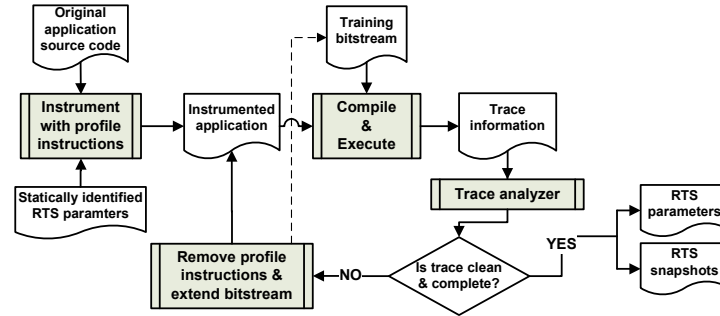 Original
application
source code
Training
bitstream
Instrument
with profile
instructions
Instrumented
application
Compile
&
Execute
Trace
information
Statically identified
RTS paramters
Trace analyzer
RTS
parameters
YES
RTS
snapshots
Remove profile
instructions &
extend bitstream
NO
Is trace clean
& complete?